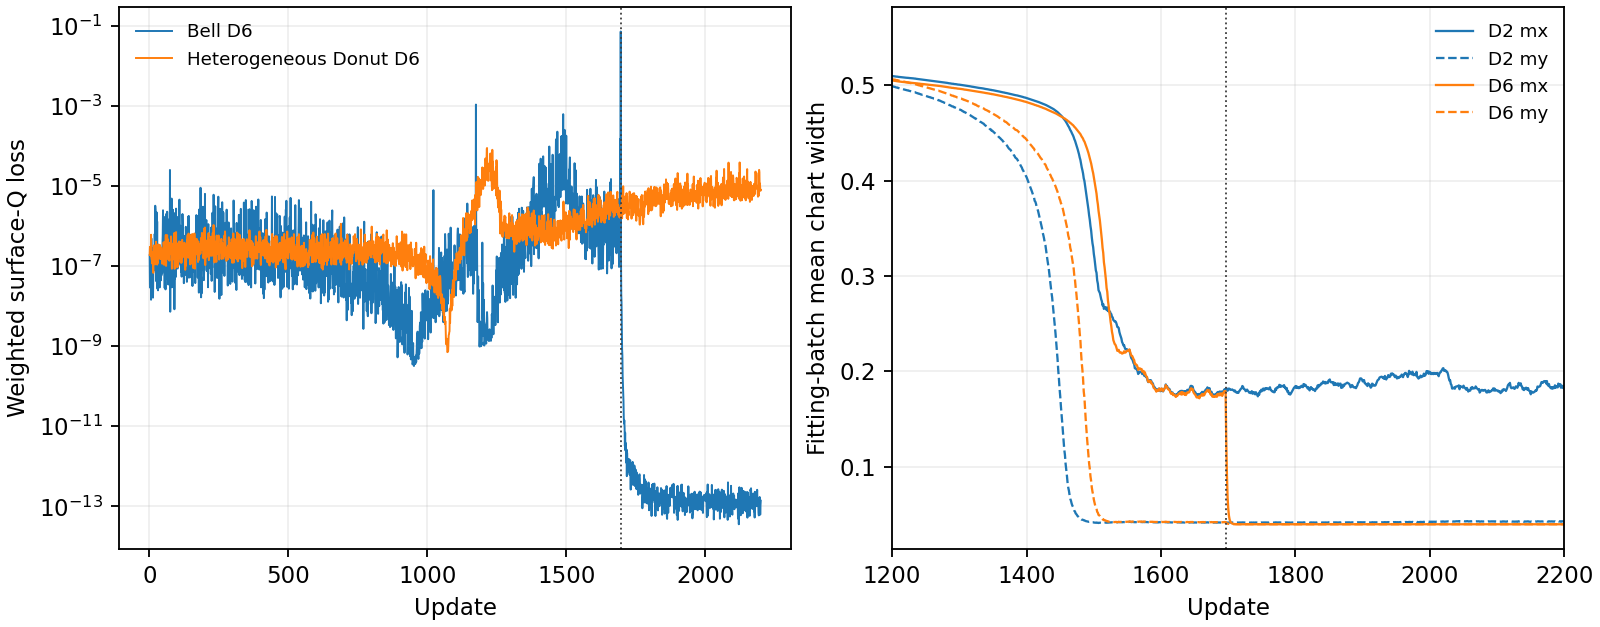 Weighted surface-Q loss
10⁻¹
10⁻³
10⁻⁵
10⁻⁷
10⁻⁹
10⁻¹¹
10⁻¹³
Bell D6
Heterogeneous Donut D6
0 500 1000 1500 2000
Update
Fitting-batch mean chart width
0.5
0.4
0.3
0.2
0.1
D2 mx
D2 my
D6 mx
D6 my
1200 1400 1600 1800 2000 2200
Update